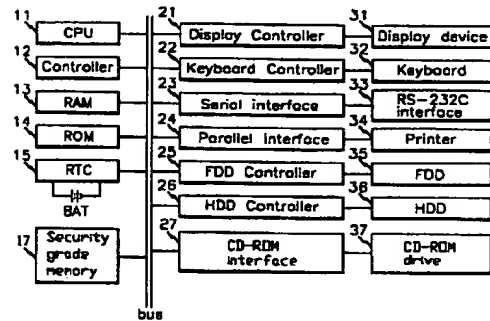 11 CPU
12 Controller
13 RAM
14 ROM
15 RTC
BAT
17 Security
grade
memory
bus
21 Display Controller
22 Keyboard Controller
23 Serial interface
24 Parallel interface
25 FDD Controller
26 HDD Controller
27 CD-ROM
interface
31 Display device
32 Keyboard
33 RS-232C
interface
34 Printer
35 FDD
36 HDD
37 CD-ROM
drive